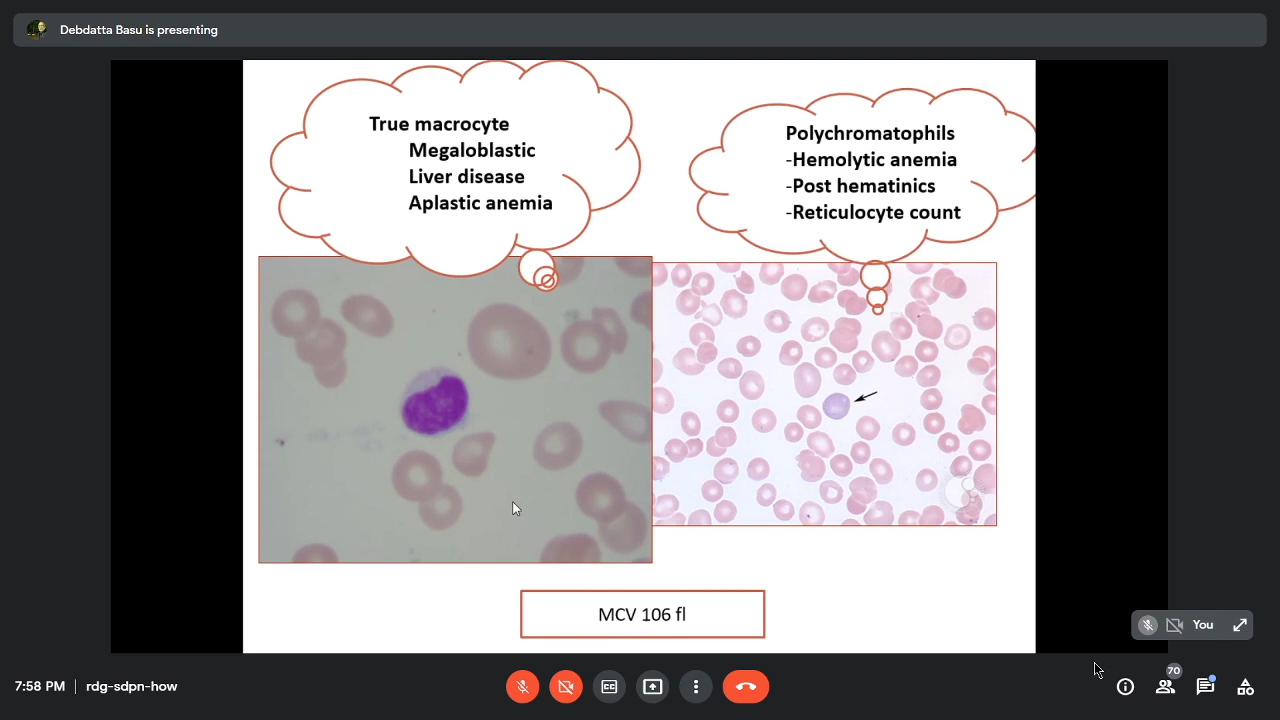 Debdatta Basu is presenting
True macrocyte
Megaloblastic
Liver disease
Aplastic anemia
Polychromatophils
-Hemolytic anemia
-Post hematinics
-Reticulocyte count
MCV 106 fl
You
7:58 PM | rdg-sdpn-how
70